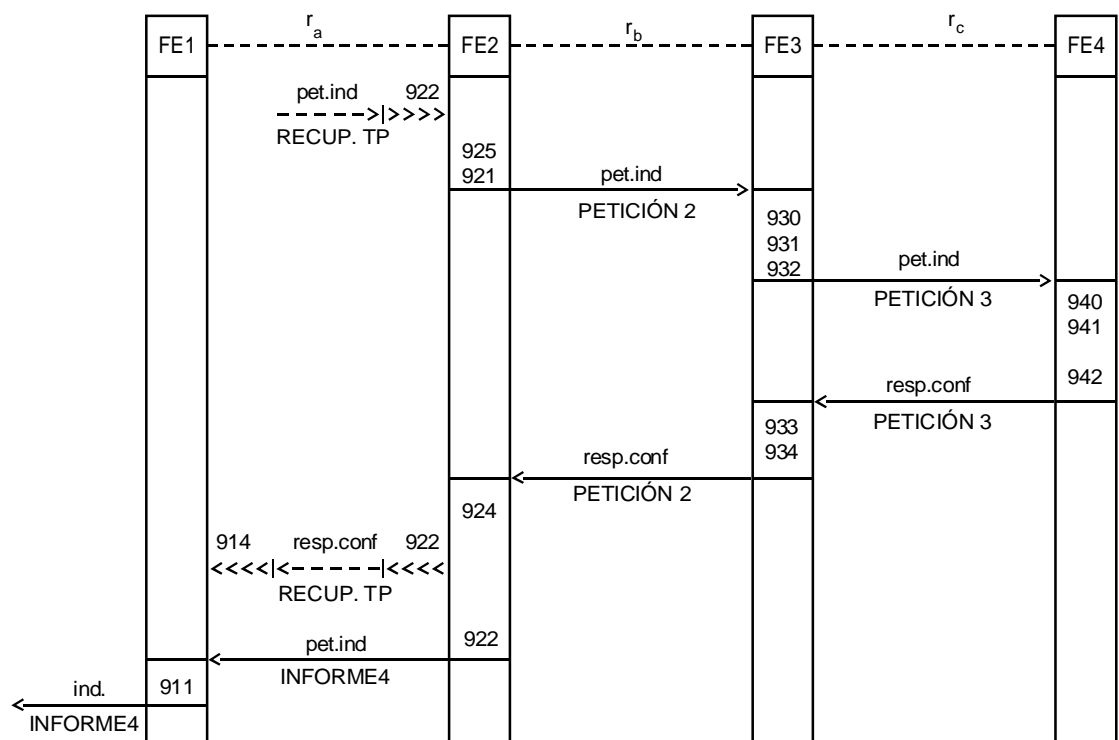 r_a r_b r_c
FE1 FE2 FE3 FE4
pet.ind 922
RECUP. TP
925
921 pet.ind
PETICIÓN 2
930
931
932 pet.ind
PETICIÓN 3
940
941
942
resp.conf
PETICIÓN 3
933
934
resp.conf
PETICIÓN 2
924
914 resp.conf 922
RECUP. TP
pet.ind 922
INFORME4
ind. 911
INFORME4